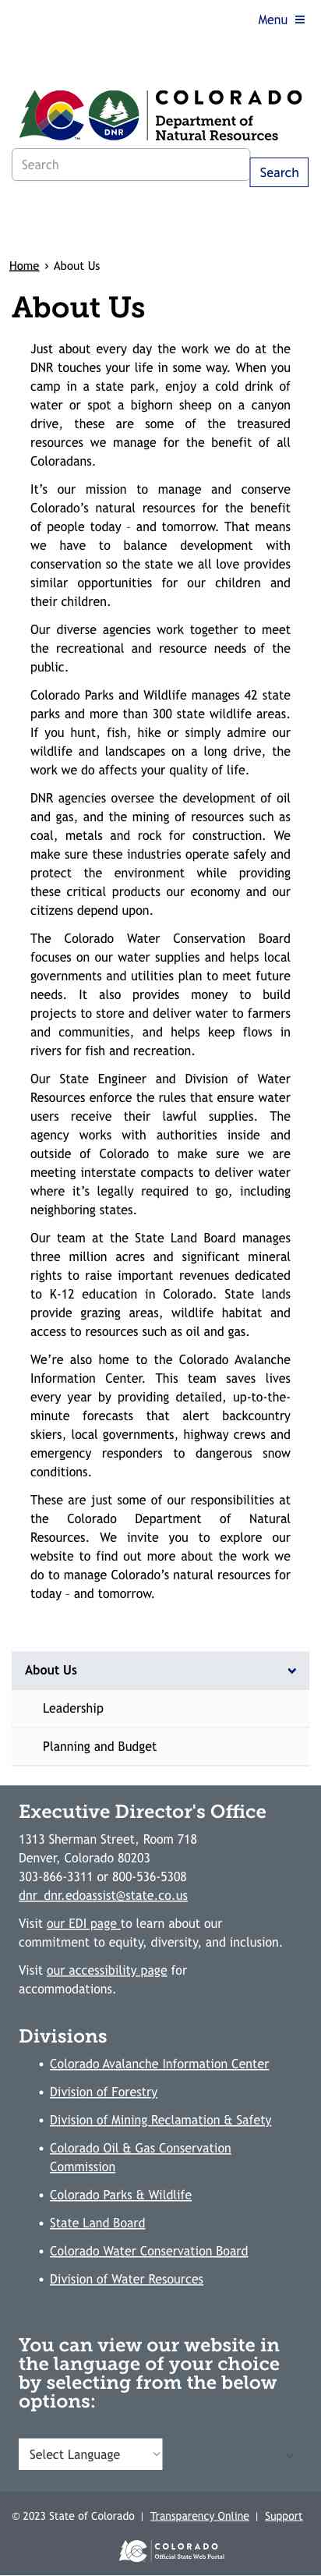 Menu
COLORADO
Department of
Natural Resources
DNR
Search
Search
Home › About Us
About Us
Just about every day the work we do at the
DNR touches your life in some way. When you
camp in a state park, enjoy a cold drink of
water or spot a bighorn sheep on a canyon
drive, these are some of the treasured
resources we manage for the benefit of all
Coloradans.
It’s our mission to manage and conserve
Colorado’s natural resources for the benefit
of people today - and tomorrow. That means
we have to balance development with
conservation so the state we all love provides
similar opportunities for our children and
their children.
Our diverse agencies work together to meet
the recreational and resource needs of the
public.
Colorado Parks and Wildlife manages 42 state
parks and more than 300 state wildlife areas.
If you hunt, fish, hike or simply admire our
wildlife and landscapes on a long drive, the
work we do affects your quality of life.
DNR agencies oversee the development of oil
and gas, and the mining of resources such as
coal, metals and rock for construction. We
make sure these industries operate safely and
protect the environment while providing
these critical products our economy and our
citizens depend upon.
The Colorado Water Conservation Board
focuses on our water supplies and helps local
governments and utilities plan to meet future
needs. It also provides money to build
projects to store and deliver water to farmers
and communities, and helps keep flows in
rivers for fish and recreation.
Our State Engineer and Division of Water
Resources enforce the rules that ensure water
users receive their lawful supplies. The
agency works with authorities inside and
outside of Colorado to make sure we are
meeting interstate compacts to deliver water
where it’s legally required to go, including
neighboring states.
Our team at the State Land Board manages
three million acres and significant mineral
rights to raise important revenues dedicated
to K-12 education in Colorado. State lands
provide grazing areas, wildlife habitat and
access to resources such as oil and gas.
We’re also home to the Colorado Avalanche
Information Center. This team saves lives
every year by providing detailed, up-to-the-
minute forecasts that alert backcountry
skiers, local governments, highway crews and
emergency responders to dangerous snow
conditions.
These are just some of our responsibilities at
the Colorado Department of Natural
Resources. We invite you to explore our
website to find out more about the work we
do to manage Colorado’s natural resources for
today – and tomorrow.
About Us
Leadership
Planning and Budget
Executive Director's Office
1313 Sherman Street, Room 718
Denver, Colorado 80203
303-866-3311 or 800-536-5308
dnr_dnr.edoassist@state.co.us
Visit our EDI page to learn about our
commitment to equity, diversity, and inclusion.
Visit our accessibility page for
accommodations.
Divisions
• Colorado Avalanche Information Center
• Division of Forestry
• Division of Mining Reclamation & Safety
• Colorado Oil & Gas Conservation
Commission
• Colorado Parks & Wildlife
• State Land Board
• Colorado Water Conservation Board
• Division of Water Resources
You can view our website in
the language of your choice
by selecting from the below
options:
Select Language
© 2023 State of Colorado | Transparency Online | Support
COLORADO
Official State Web Portal